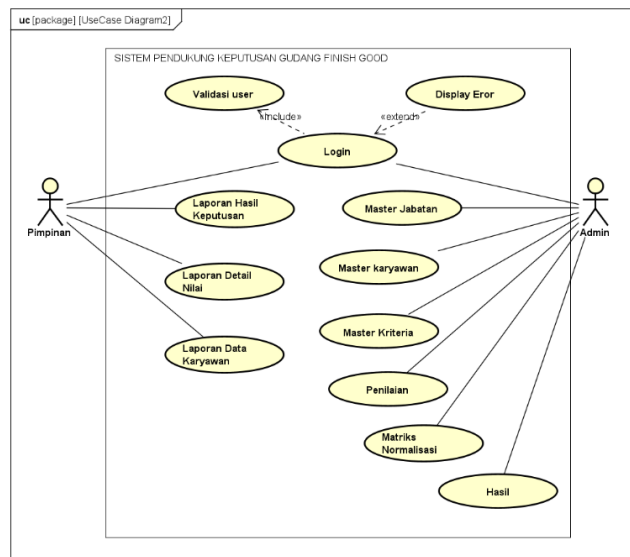 uc [package] [UseCase Diagram2]
SISTEM PENDUKUNG KEPUTUSAN GUDANG FINISH GOOD
Validasi user
Display Eror
«include»
«extend»
Login
Pimpinan
Admin
Laporan Hasil
Keputusan
Master Jabatan
Laporan Detail
Nilai
Master karyawan
Laporan Data
Karyawan
Master Kriteria
Penilaian
Matriks
Normalisasi
Hasil